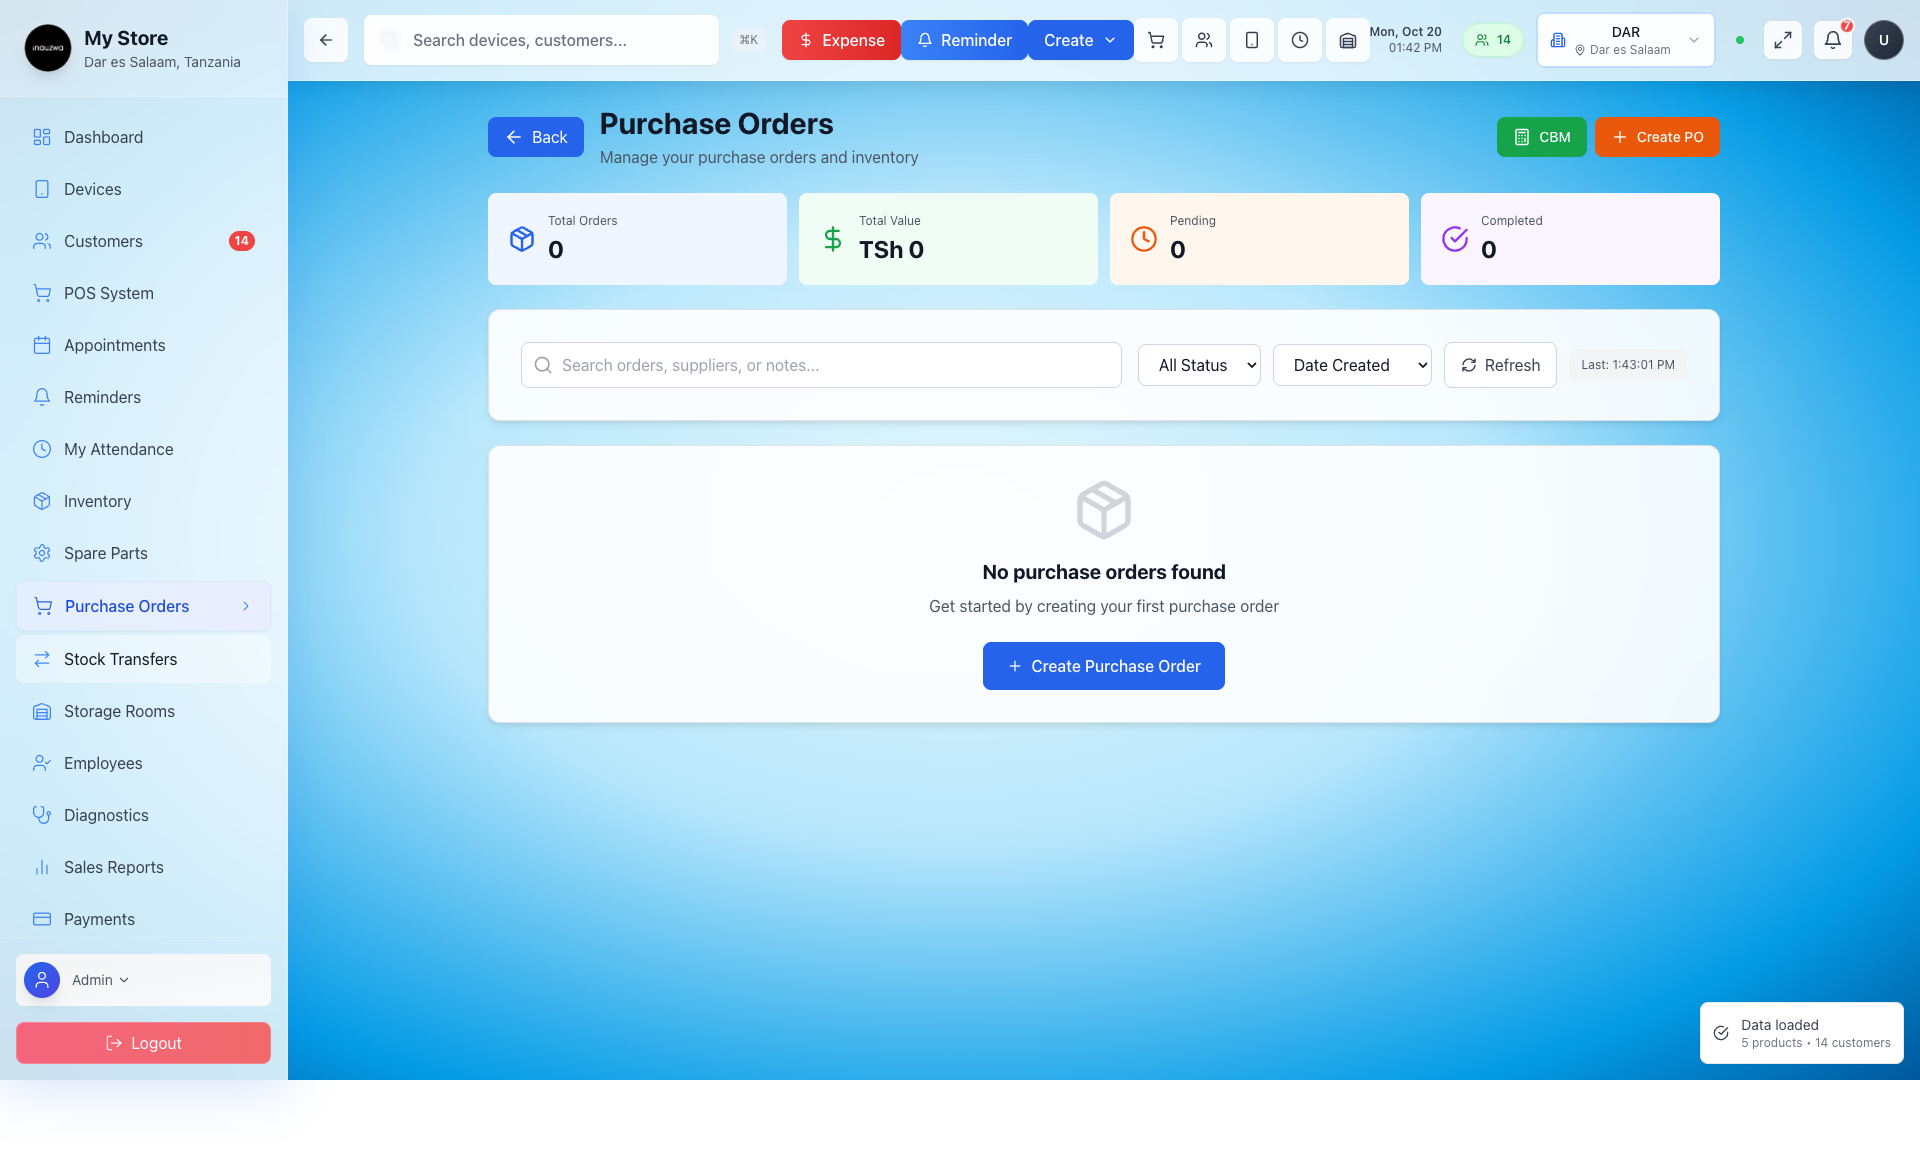 inauzwa
My Store
Dar es Salaam, Tanzania
Dashboard
Devices
Customers
14
POS System
Appointments
Reminders
My Attendance
Inventory
Spare Parts
Purchase Orders
Stock Transfers
Storage Rooms
Employees
Diagnostics
Sales Reports
Payments
Admin
Logout
Search devices, customers...
⌘K
Expense
Reminder
Create
Mon, Oct 20
01:42 PM
14
DAR
Dar es Salaam
7
U
Back
Purchase Orders
Manage your purchase orders and inventory
CBM
Create PO
Total Orders
0
Total Value
TSh 0
Pending
0
Completed
0
Search orders, suppliers, or notes...
All Status
Date Created
Refresh
Last: 1:43:01 PM
No purchase orders found
Get started by creating your first purchase order
Create Purchase Order
Data loaded
5 products • 14 customers